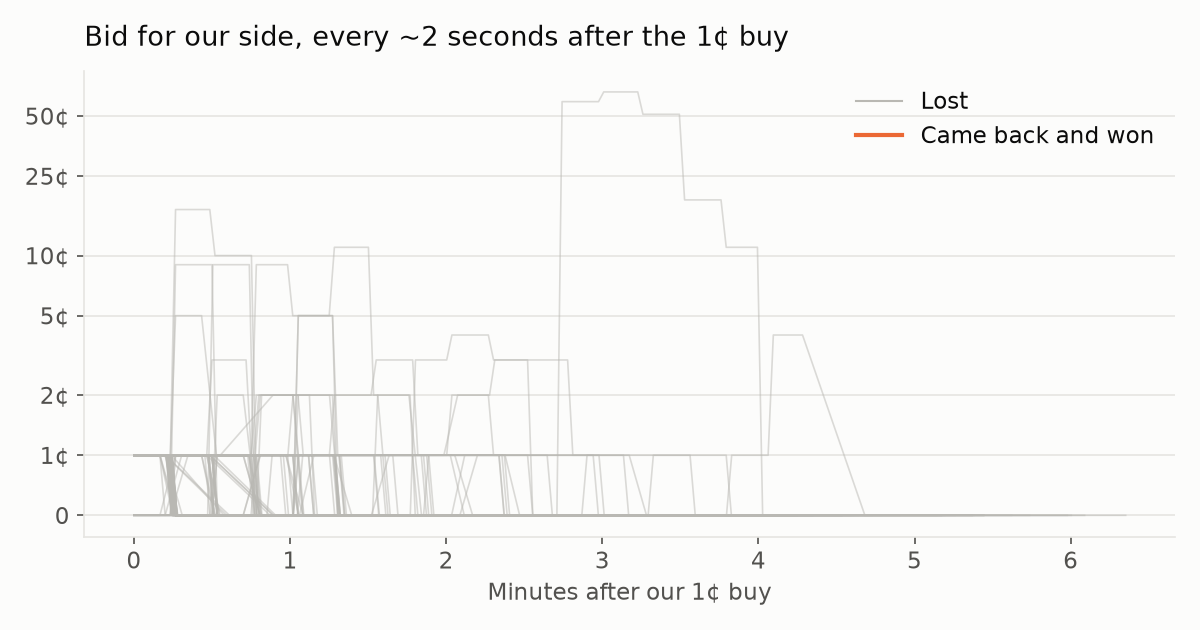 Bid for our side, every ~2 seconds after the 1¢ buy
Lost
Came back and won
50¢
25¢
10¢
5¢
2¢
1¢
0
0 1 2 3 4 5 6
Minutes after our 1¢ buy